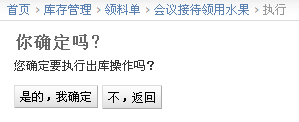 首页 › 库存管理 › 领料单 › 会议接待领用水果 › 执行
你确定吗？
您确定要执行出库操作吗？
是的，我确定 不，返回